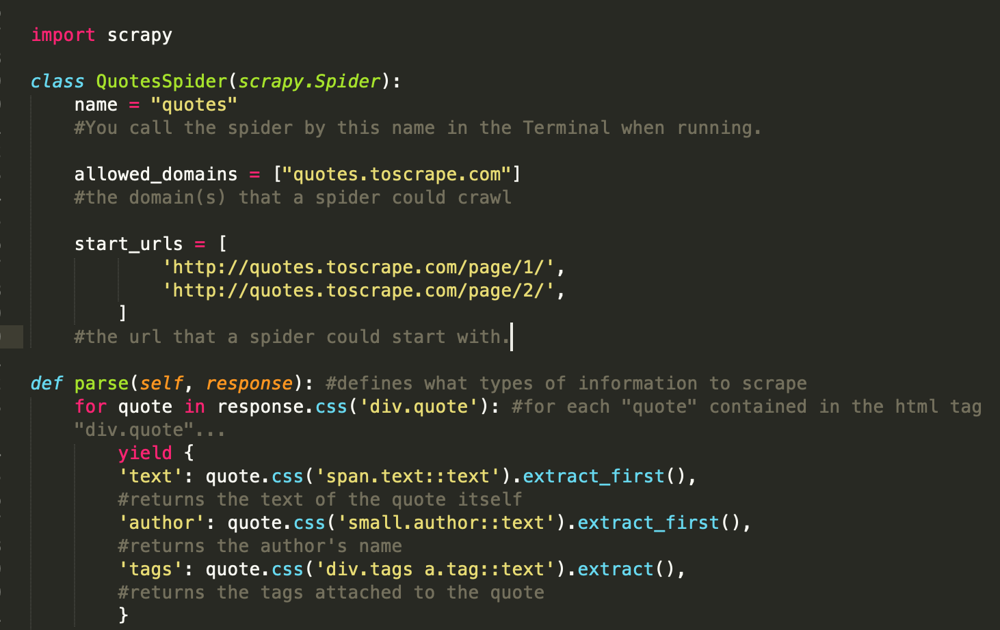 import scrapy
class QuotesSpider(scrapy.Spider):
name = "quotes"
#You call the spider by this name in the Terminal when running.
allowed_domains = ["quotes.toscrape.com"]
#the domain(s) that a spider could crawl
start_urls = [
'http://quotes.toscrape.com/page/1/',
'http://quotes.toscrape.com/page/2/',
]
#the url that a spider could start with.
def parse(self, response): #defines what types of information to scrape
for quote in response.css('div.quote'): #for each "quote" contained in the html tag
"div.quote"...
yield {
'text': quote.css('span.text::text').extract_first(),
#returns the text of the quote itself
'author': quote.css('small.author::text').extract_first(),
#returns the author's name
'tags': quote.css('div.tags a.tag::text').extract(),
#returns the tags attached to the quote
}